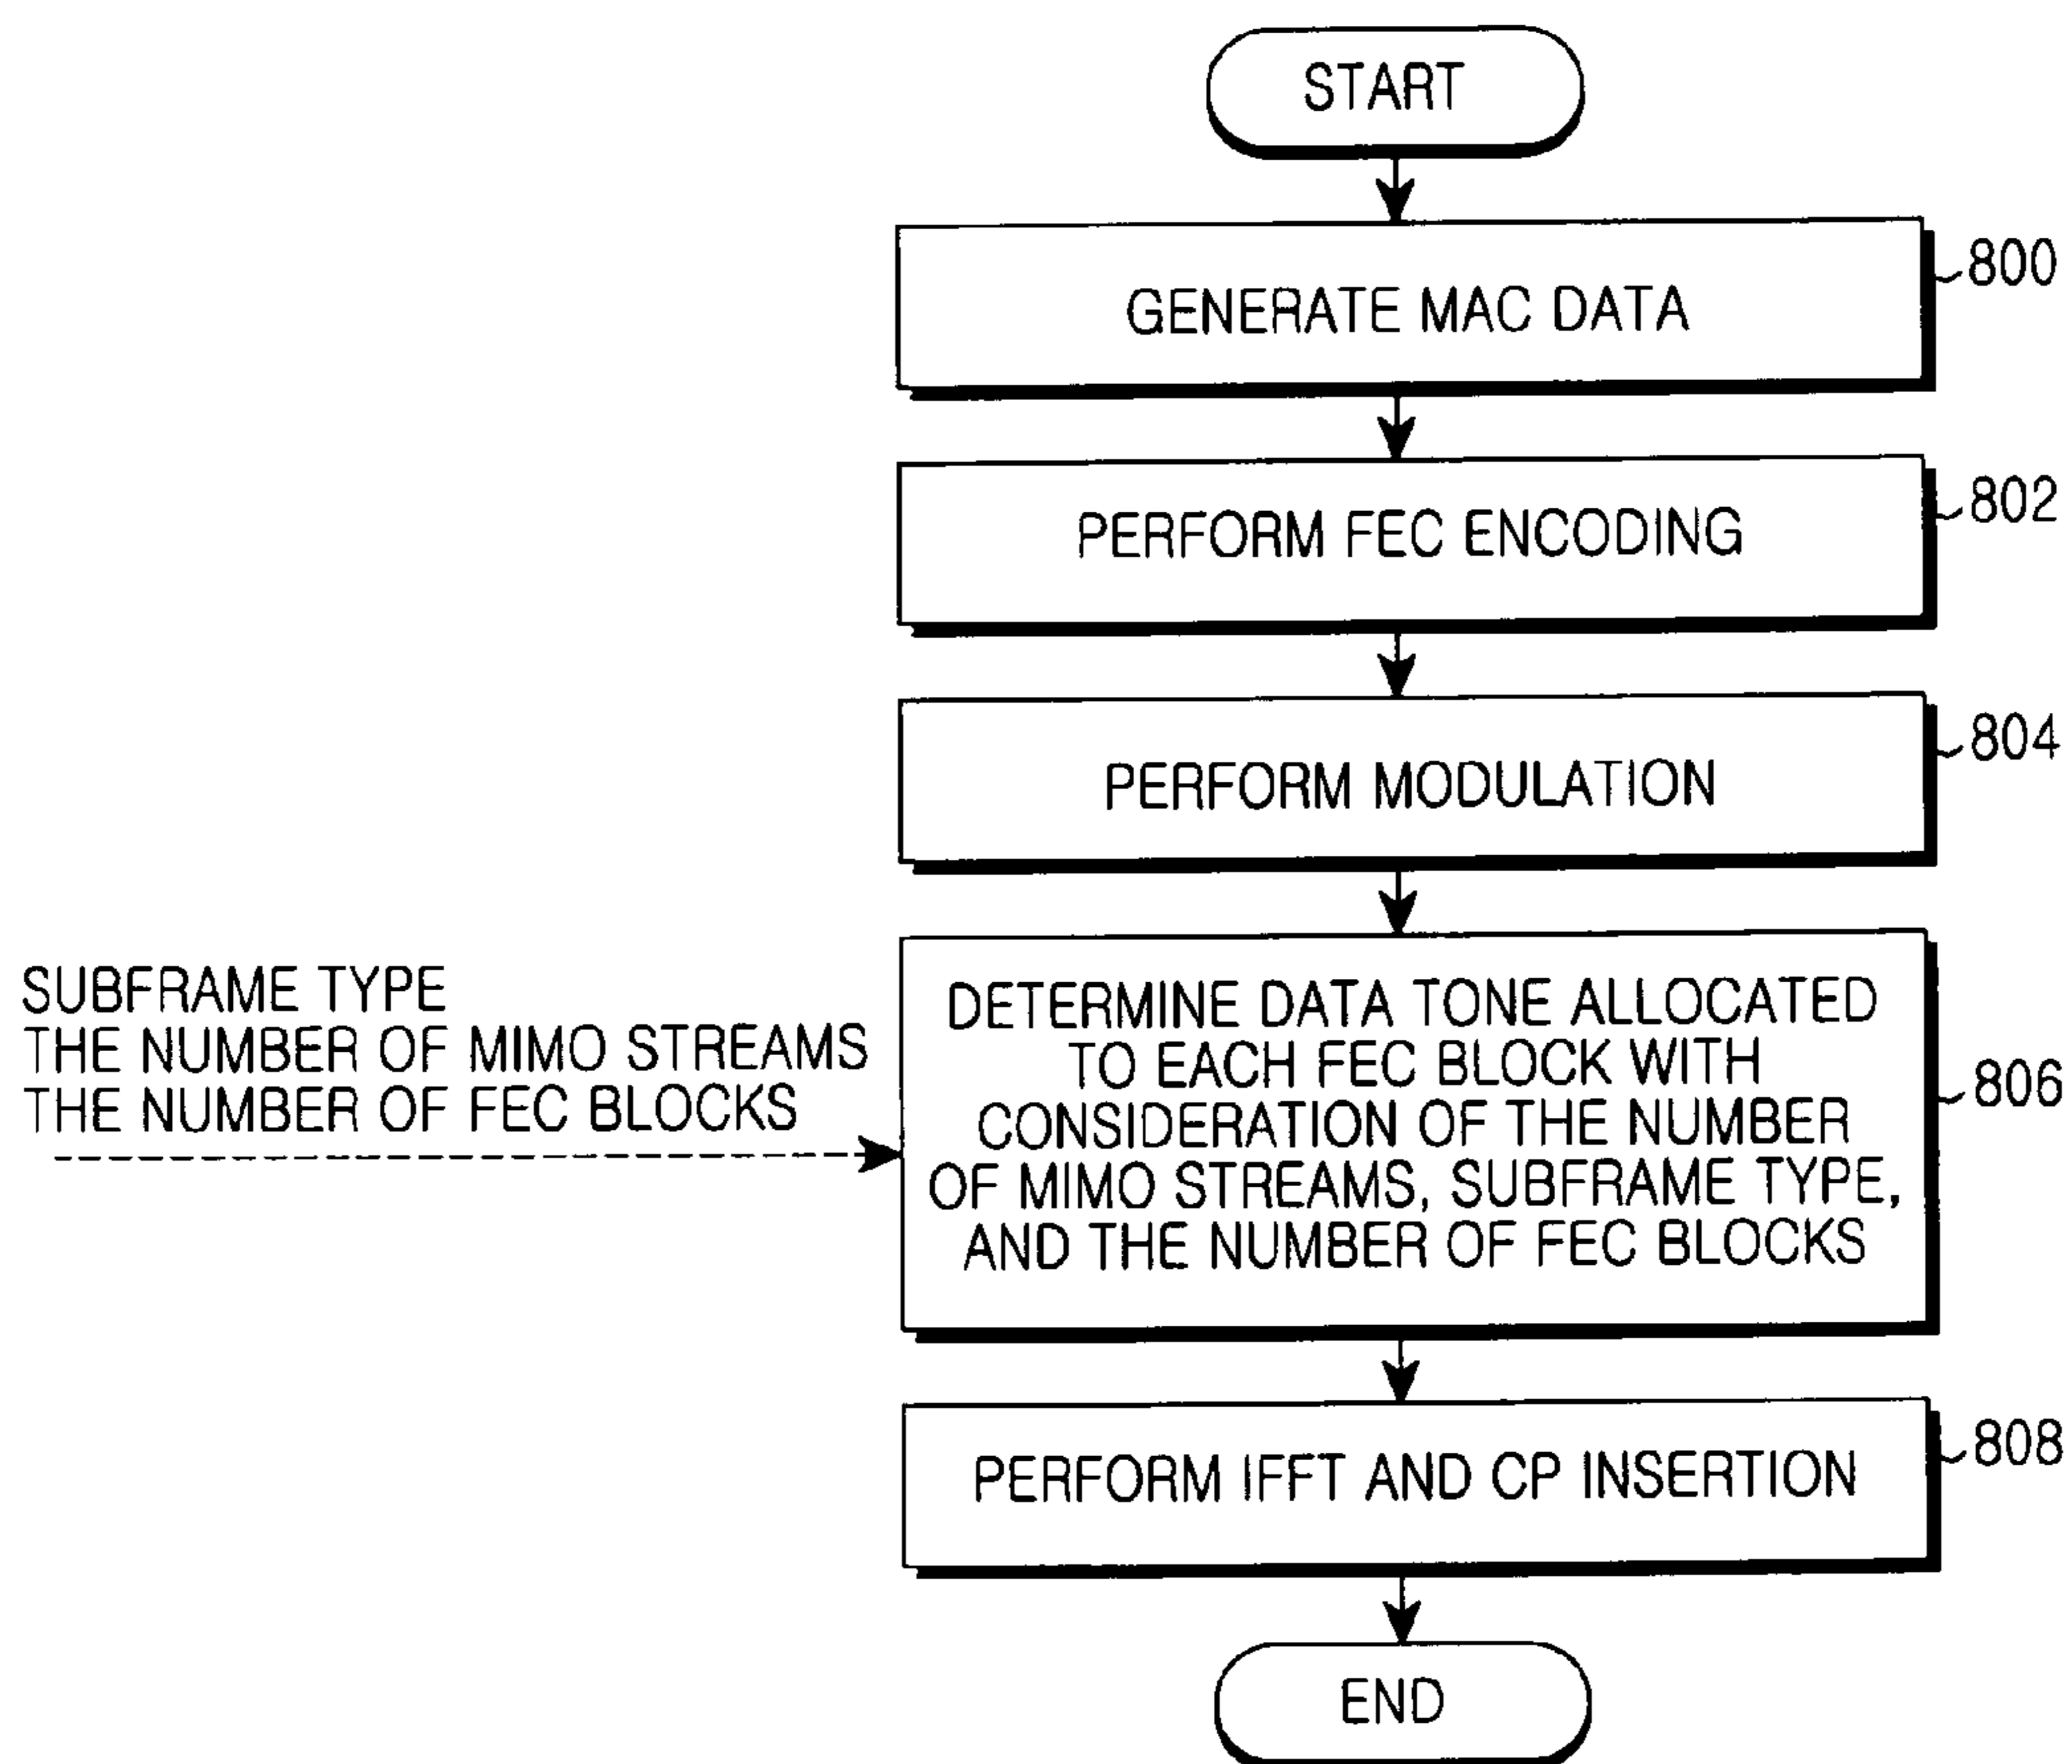 START
GENERATE MAC DATA
800
PERFORM FEC ENCODING
802
PERFORM MODULATION
804
SUBFRAME TYPE
THE NUMBER OF MIMO STREAMS
THE NUMBER OF FEC BLOCKS
DETERMINE DATA TONE ALLOCATED
TO EACH FEC BLOCK WITH
CONSIDERATION OF THE NUMBER
OF MIMO STREAMS, SUBFRAME TYPE,
AND THE NUMBER OF FEC BLOCKS
806
PERFORM IFFT AND CP INSERTION
808
END